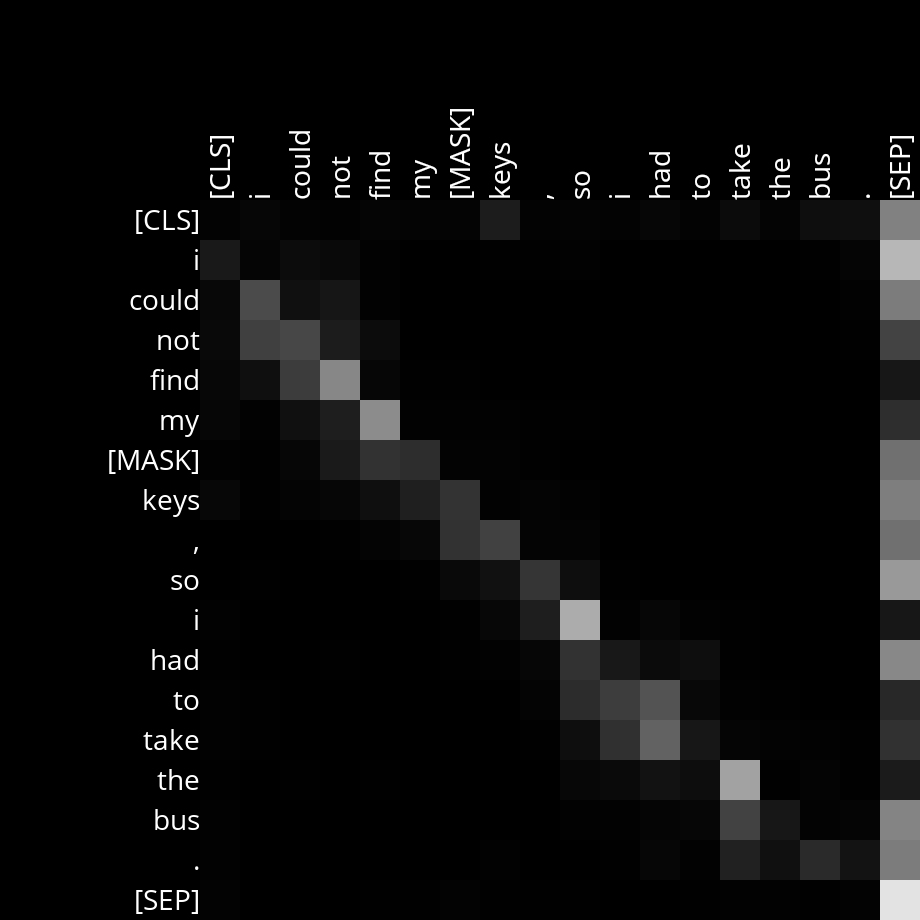 [CLS] i could not find my [MASK] keys , so i had to take the bus . [SEP]
[CLS]
i
could
not
find
my
[MASK]
keys
,
so
i
had
to
take
the
bus
.
[SEP]